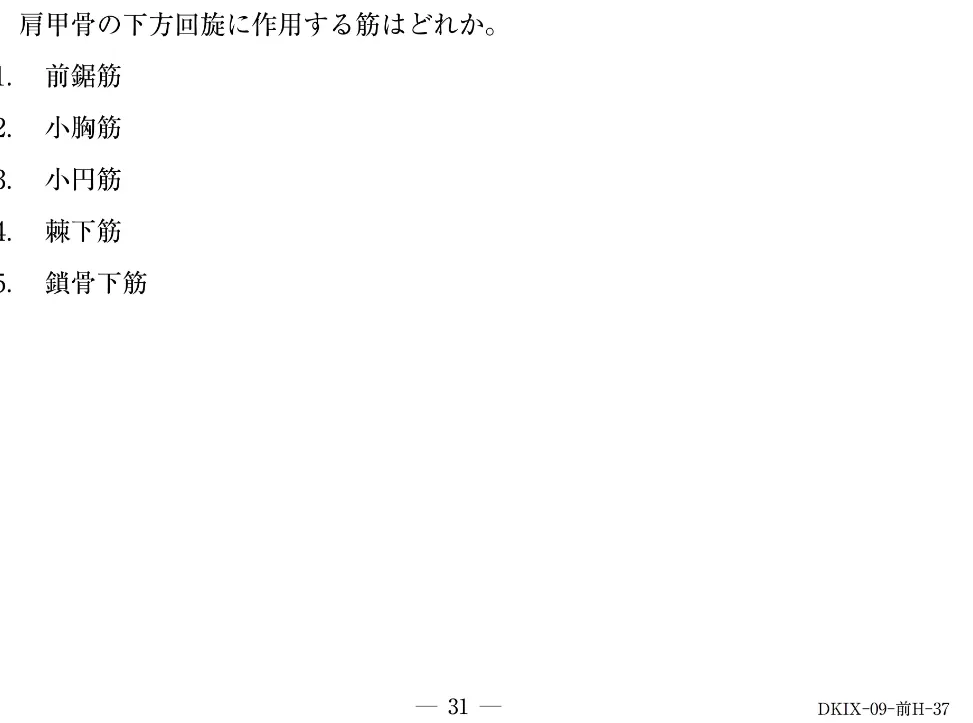 肩甲骨の下方回旋に作用する筋はどれか。
1. 前鋸筋
2. 小胸筋
3. 小円筋
4. 棘下筋
5. 鎖骨下筋
— 31 —
DKIX-09-前H-37